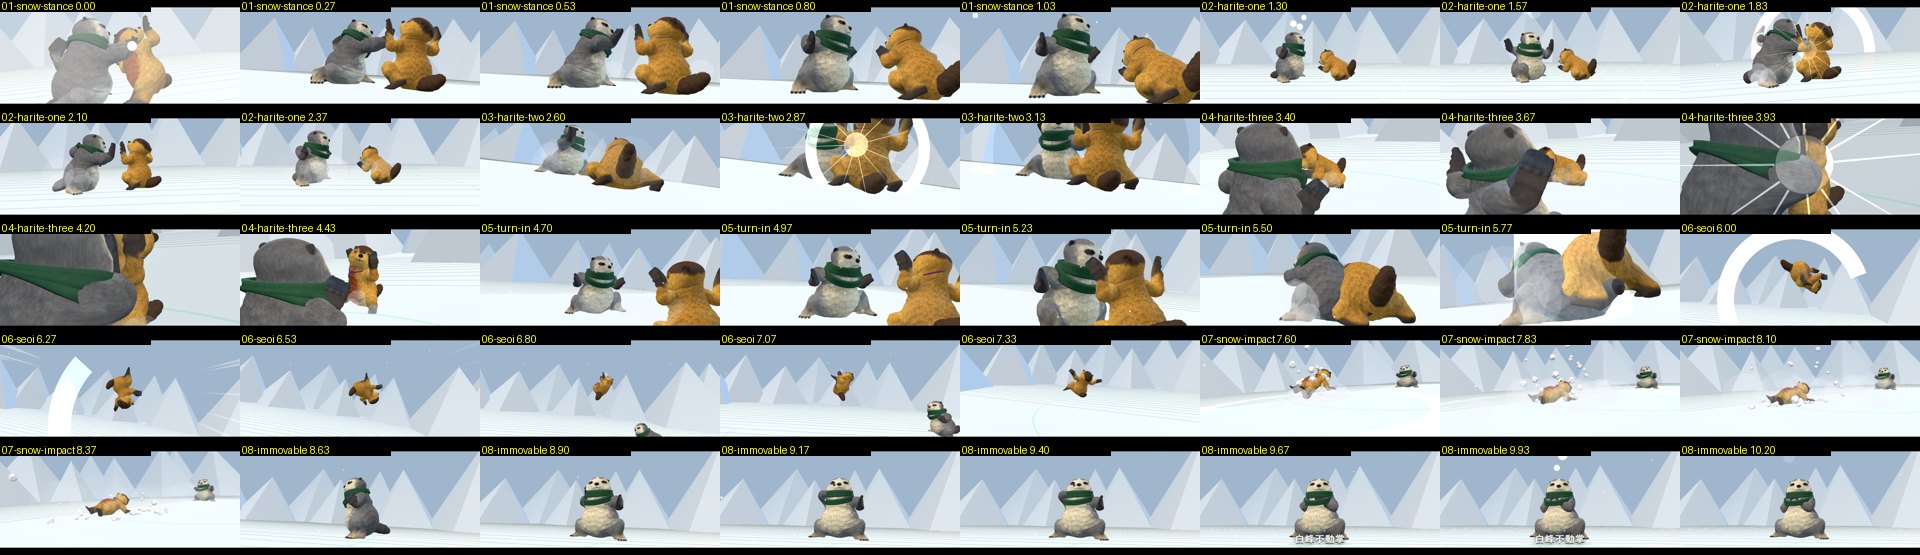 01-snow-stance 0.00
01-snow-stance 0.27
01-snow-stance 0.53
01-snow-stance 0.80
01-snow-stance 1.03
02-harite-one 1.30
02-harite-one 1.57
02-harite-one 1.83
02-harite-one 2.10
02-harite-one 2.37
03-harite-two 2.60
03-harite-two 2.87
03-harite-two 3.13
04-harite-three 3.40
04-harite-three 3.67
04-harite-three 3.93
04-harite-three 4.20
04-harite-three 4.43
05-turn-in 4.70
05-turn-in 4.97
05-turn-in 5.23
05-turn-in 5.50
05-turn-in 5.77
06-seoi 6.00
06-seoi 6.27
06-seoi 6.53
06-seoi 6.80
06-seoi 7.07
06-seoi 7.33
07-snow-impact 7.60
07-snow-impact 7.83
07-snow-impact 8.10
07-snow-impact 8.37
08-immovable 8.63
08-immovable 8.90
08-immovable 9.17
08-immovable 9.40
08-immovable 9.67
08-immovable 9.93
08-immovable 10.20
白峰不動掌
白峰不動掌